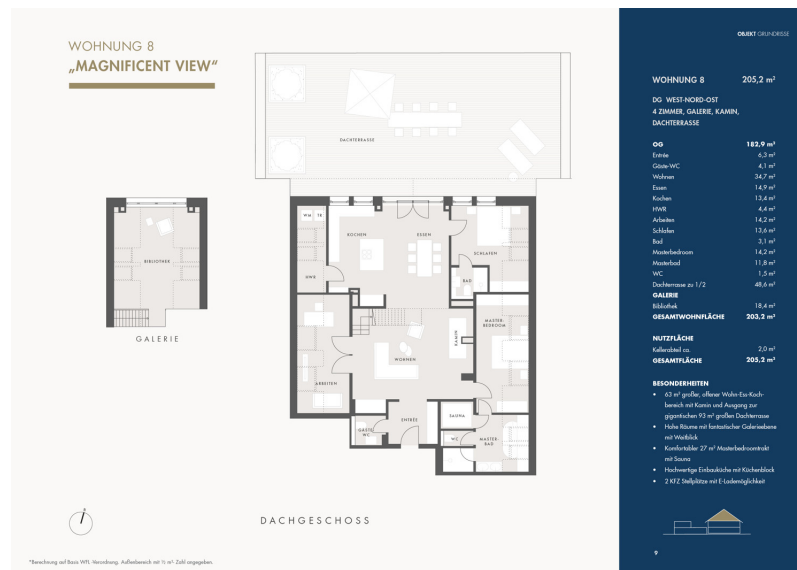 OBJEKT GRUNDRISSE
WOHNUNG 8
„MAGNIFICENT VIEW“
DACHTERRASSE
WM TR
KOCHEN
ESSEN
SCHLAFEN
HWR
BAD
BIBLIOTHEK
GALERIE
MASTER-
BEDROOM
KAMIN
WOHNEN
ARBEITEN
SAUNA
ENTRÉE
GÄSTE-
WC
WC
MASTER-
BAD
DACHGESCHOSS
*Berechnung auf Basis WFL.-Verordnung. Außenbereich mit ½ m². Zahl angegeben.
WOHNUNG 8 205,2 m²
DG WEST-NORD-OST
4 ZIMMER, GALERIE, KAMIN,
DACHTERRASSE
OG 182,9 m²
Entrée 6,3 m²
Gäste-WC 4,1 m²
Wohnen 34,7 m²
Essen 14,9 m²
Kochen 13,4 m²
HWR 4,4 m²
Arbeiten 14,2 m²
Schlafen 13,6 m²
Bad 3,1 m²
Masterbedroom 14,2 m²
Masterbad 11,8 m²
WC 1,5 m²
Dachterrasse zu 1/2 48,6 m²
GALERIE
Bibliothek 18,4 m²
GESAMTWOHNFLÄCHE 203,2 m²
NUTZFLÄCHE
Kellerabteil ca. 2,0 m²
GESAMTFLÄCHE 205,2 m²
BESONDERHEITEN
• 63 m² großer, offener Wohn-Ess-Koch-
bereich mit Kamin und Ausgang zur
gigantischen 93 m² großen Dachterrasse
• Hohe Räume mit fantastischer Galerieebene
mit Weitblick
• Komfortabler 27 m² Masterbedroomtrakt
mit Sauna
• Hochwertige Einbauküche mit Küchenblock
• 2 KFZ Stellplätze mit E-Lademöglichkeit
9